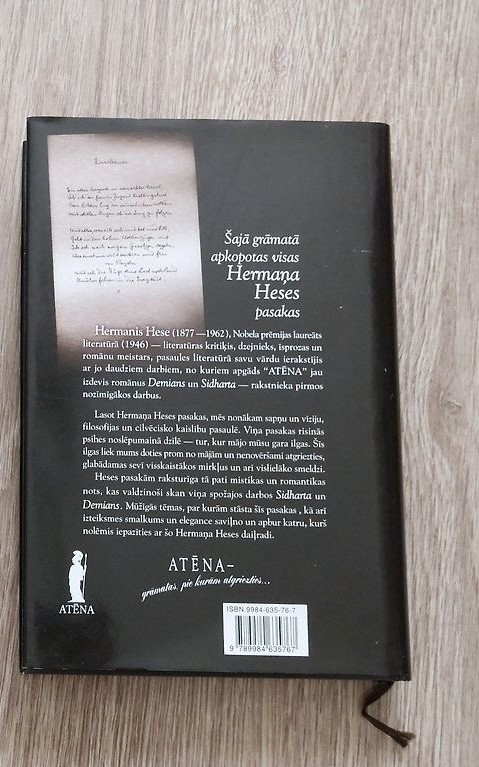 Šajā grāmatā
apkopotas visas
Hermaņa
Heses
pasakas
Hermanis Hese (1877 —1962), Nobela prēmijas laureāts
literatūrā (1946) — literatūras kritiķis, dzejnieks, īsprozas un
romānu meistars, pasaules literatūrā savu vārdu ierakstījis
ar jo daudziem darbiem, no kuriem apgāds “ATĒNA” jau
izdevis romānus Demians un Sidharta — rakstnieka pirmos
nozīmīgākos darbus.
Lasot Hermaņa Heses pasakas, mēs nonākam sapņu un vīziju,
filosofijas un cilvēcisko kaislību pasaulē. Viņa pasakas risinās
psihes noslēpumainā dzīlē — tur, kur mājo mūsu gara ilgas. Šīs
ilgas liek mums doties prom no mājām un nenovēršami atgriezties,
glabādamas sevī visskaistākos mirkļus un arī vislielāko smeldzi.
Heses pasakām raksturīga tā pati mistikas un romantikas
nots, kas valdzinoši skan viņa spožajos darbos Sidharta un
Demians. Mūžīgās tēmas, par kurām stāsta šīs pasakas, kā arī
izteiksmes smalkums un elegance saviļņo un apbur katru, kurš
nolēmis iepazīties ar šo Hermaņa Heses daiļradi.
ATĒNA–
grāmatas, pie kurām atgriezties...
ATĒNA
ISBN 9984-635-76-7
9 789984 635767